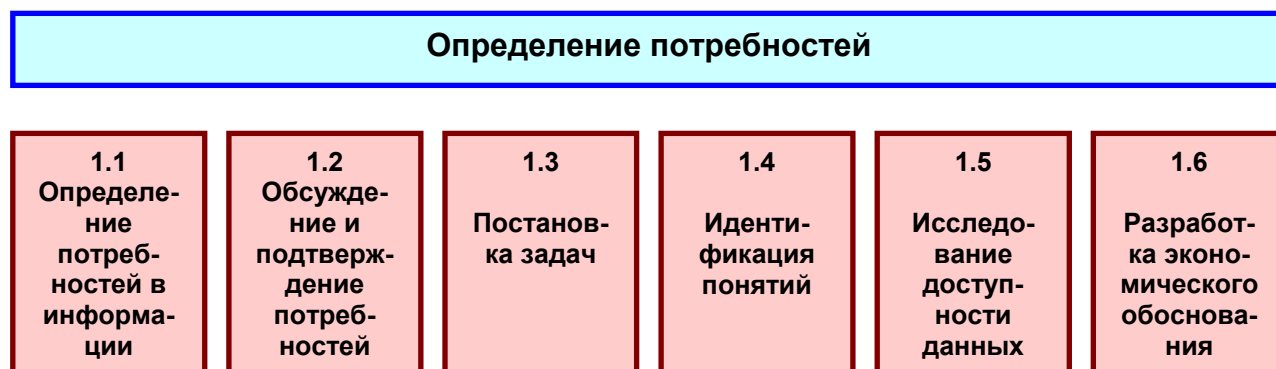 Определение потребностей
1.1
Определе-
ние
потреб-
ностей в
информа-
ции
1.2
Обсужде-
ние и
подтверж-
дение
потреб-
ностей
1.3
Постанов-
ка задач
1.4
Иденти-
фикация
понятий
1.5
Исследо-
вание
доступ-
ности
данных
1.6
Разработ-
ка эконо-
мического
обоснова-
ния